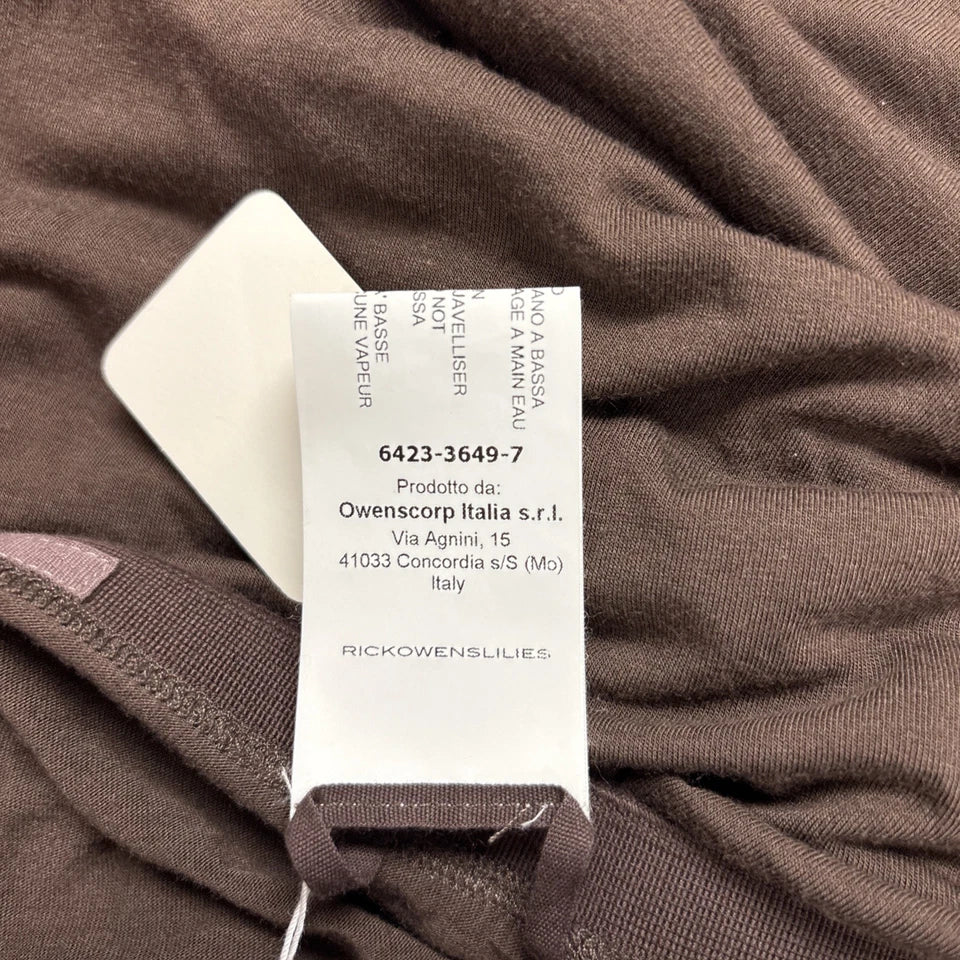 ANO A BASSA
AGE A MAIN EAU
JAVELLISER
NOT
SSA
BASSE
UNE VAPEUR
6423-3649-7
Prodotto da:
Owenscorp Italia s.r.l.
Via Agnini, 15
41033 Concordia s/S (Mo)
Italy
RICKOWENSLILIES